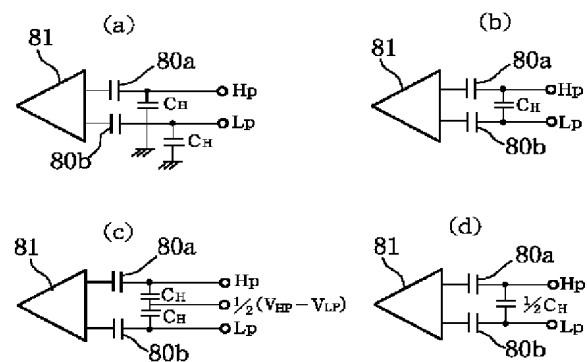 (a)
81
80a
Hp
CH
Lp
CH
80b
(b)
81
80a
Hp
CH
Lp
80b
(c)
81
80a
Hp
CH
½(VHP－VLP)
CH
Lp
80b
(d)
81
80a
Hp
½CH
Lp
80b